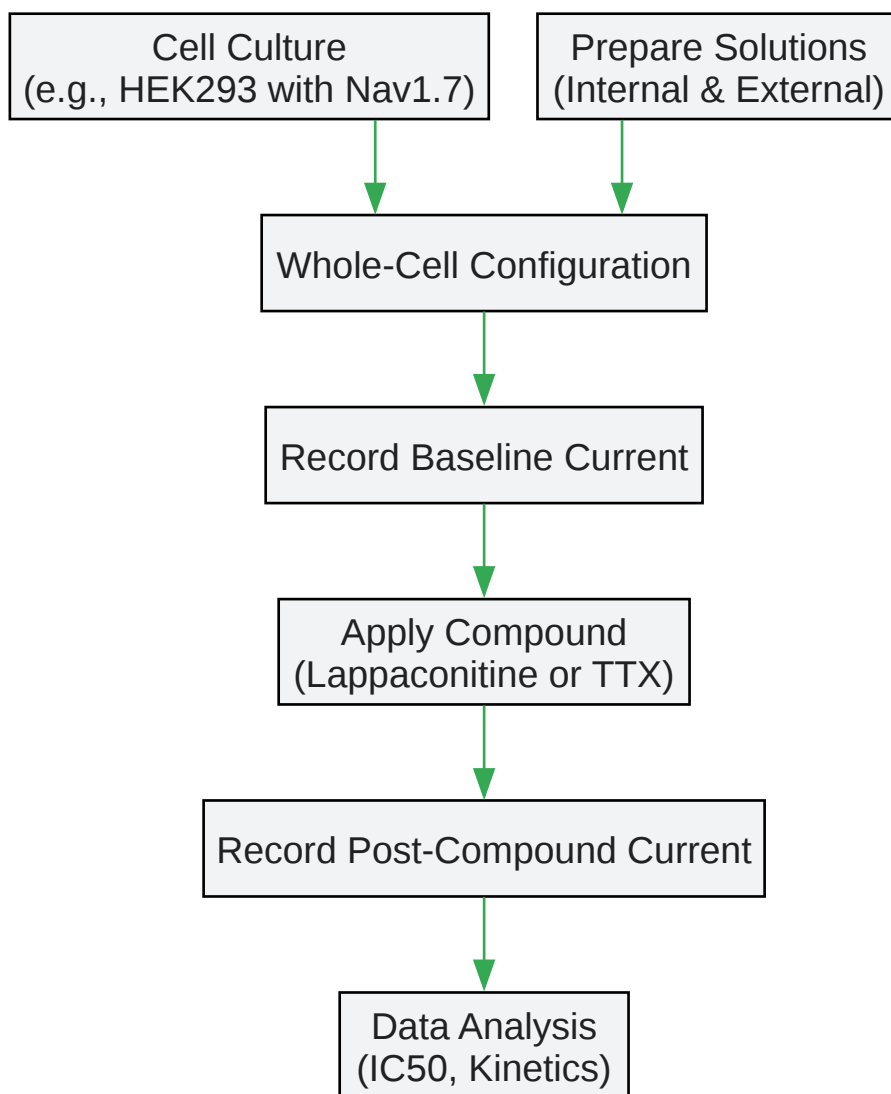 Cell Culture
(e.g., HEK293 with Nav1.7)
Prepare Solutions
(Internal & External)
Whole-Cell Configuration
Record Baseline Current
Apply Compound
(Lappaconitine or TTX)
Record Post-Compound Current
Data Analysis
(IC50, Kinetics)